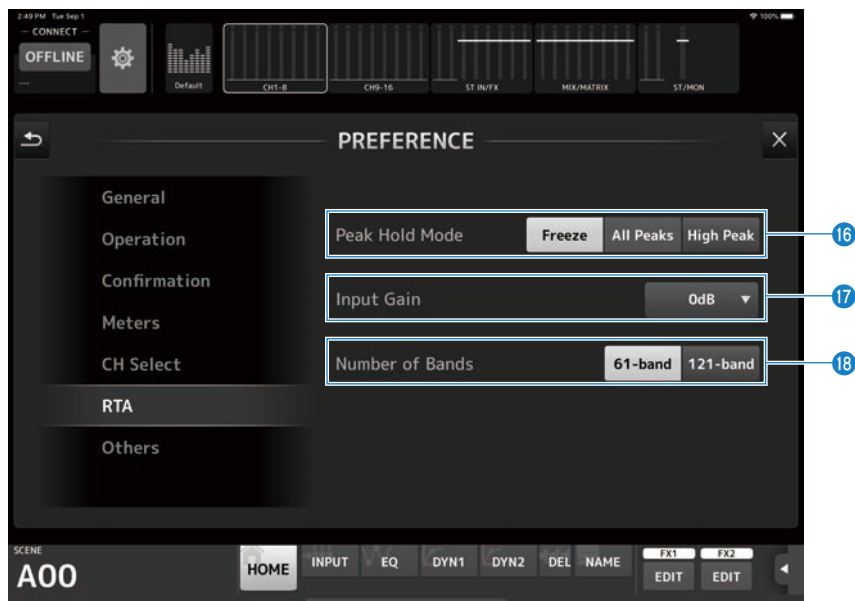 2:49 PM Tue Sep 1
100%
CONNECT
OFFLINE
---
Default
CH1-8
CH9-16
ST IN/FX
MIX/MATRIX
ST/MON
PREFERENCE
General
Operation
Confirmation
Meters
CH Select
RTA
Others
Peak Hold Mode Freeze All Peaks High Peak 16
Input Gain 0dB 17
Number of Bands 61-band 121-band 18
SCENE
A00
HOME INPUT EQ DYN1 DYN2 DEL NAME
FX1 FX2
EDIT EDIT